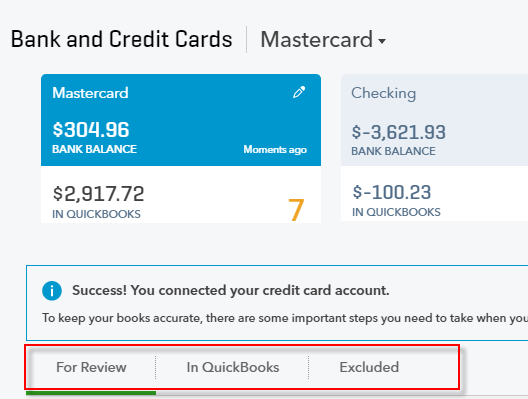 Bank and Credit Cards Mastercard
Mastercard
$304.96
BANK BALANCE Moments ago
$2,917.72
IN QUICKBOOKS 7
Checking
$-3,621.93
BANK BALANCE
$-100.23
IN QUICKBOOKS
Success! You connected your credit card account.
To keep your books accurate, there are some important steps you need to take when you
For Review In QuickBooks Excluded